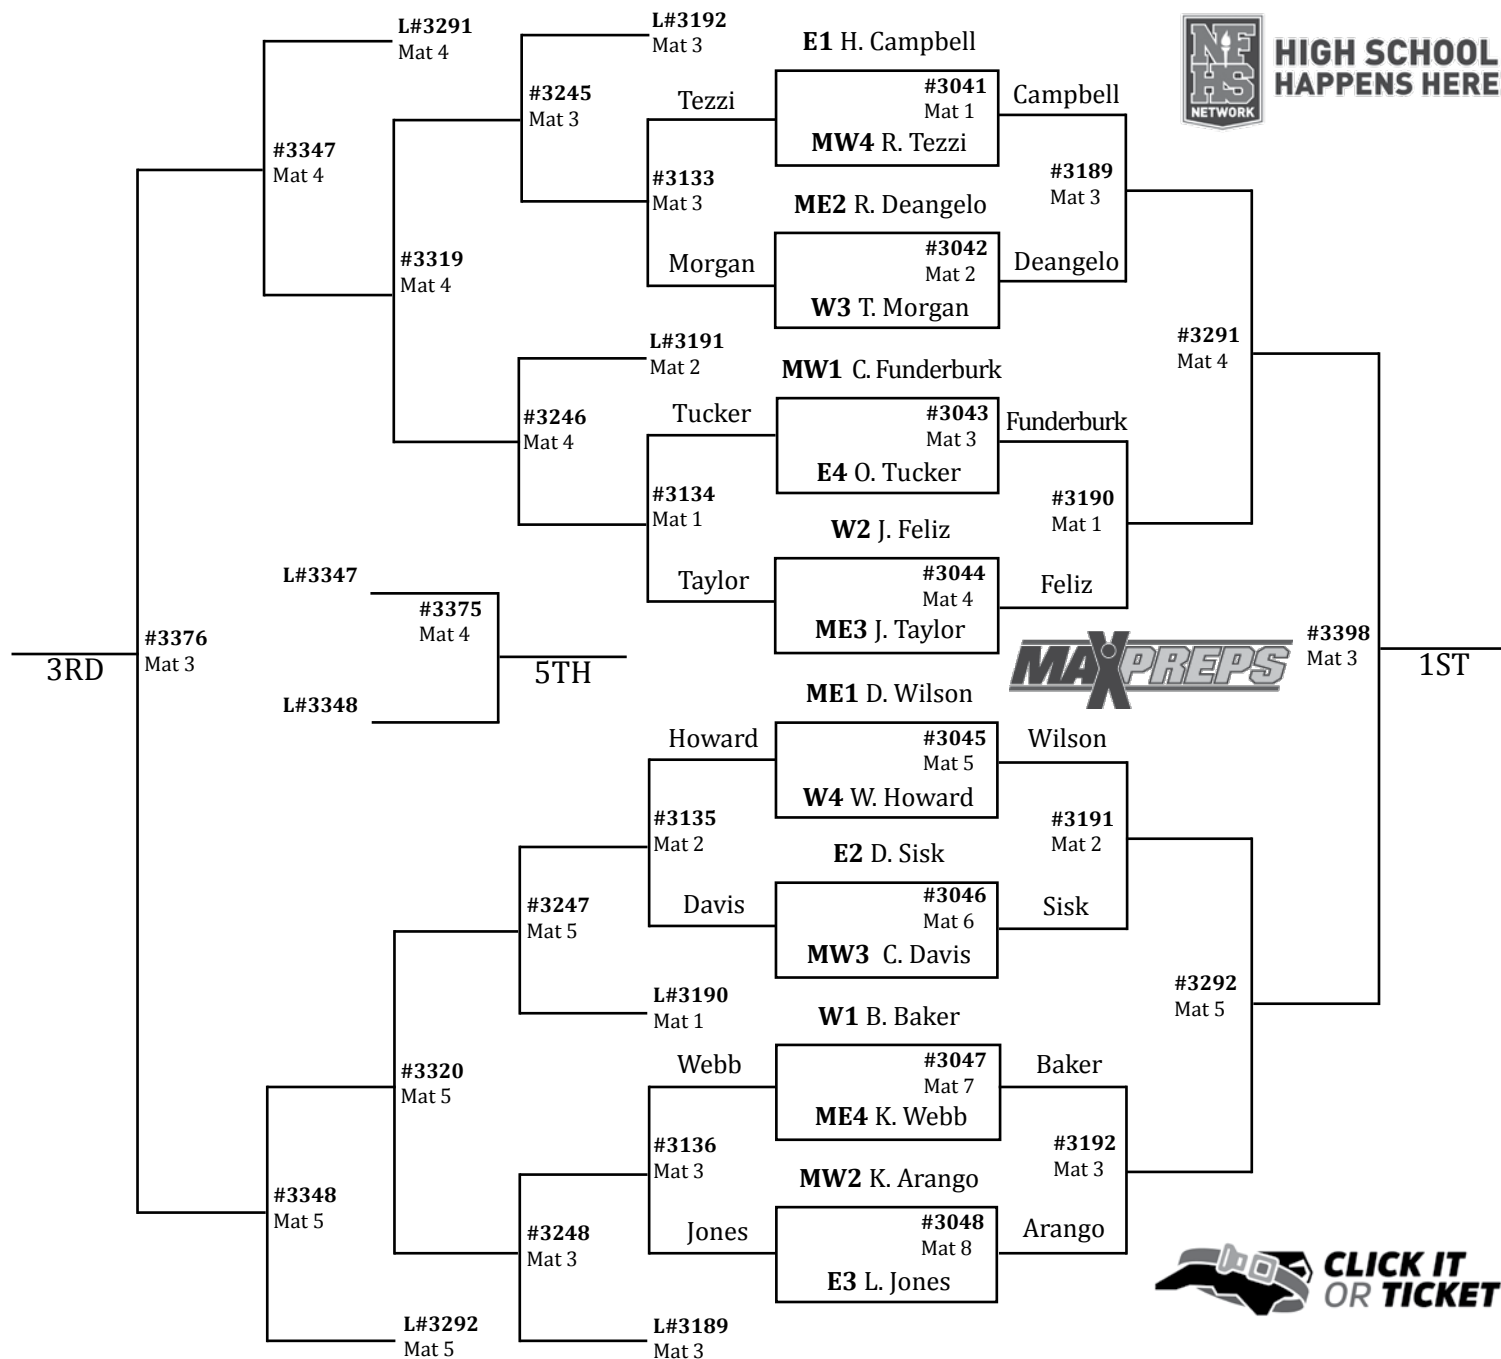 L#3291
Mat 4
L#3192
Mat 3
E1 H. Campbell
NFHS
NETWORK
HIGH SCHOOL
HAPPENS HERE
#3245
Mat 3
Tezzi
#3041
Mat 1
Campbell
MW4 R. Tezzi
#3347
Mat 4
#3133
Mat 3
#3189
Mat 3
ME2 R. Deangelo
#3319
Mat 4
Morgan
#3042
Mat 2
Deangelo
W3 T. Morgan
L#3191
Mat 2
#3291
Mat 4
MW1 C. Funderburk
#3246
Mat 4
Tucker
#3043
Mat 3
Funderburk
E4 O. Tucker
#3134
Mat 1
#3190
Mat 1
W2 J. Feliz
L#3347
Taylor
#3044
Mat 4
Feliz
#3375
Mat 4
ME3 J. Taylor
#3376
Mat 3
3RD
5TH
MAXPREPS
#3398
Mat 3
1ST
L#3348
ME1 D. Wilson
Howard
#3045
Mat 5
Wilson
W4 W. Howard
#3135
Mat 2
#3191
Mat 2
E2 D. Sisk
#3247
Mat 5
Davis
#3046
Mat 6
Sisk
MW3 C. Davis
L#3190
Mat 1
#3292
Mat 5
W1 B. Baker
#3320
Mat 5
Webb
#3047
Mat 7
Baker
ME4 K. Webb
#3136
Mat 3
#3192
Mat 3
MW2 K. Arango
#3348
Mat 5
#3248
Mat 3
Jones
#3048
Mat 8
Arango
E3 L. Jones
CLICK IT
OR TICKET
L#3292
Mat 5
L#3189
Mat 3